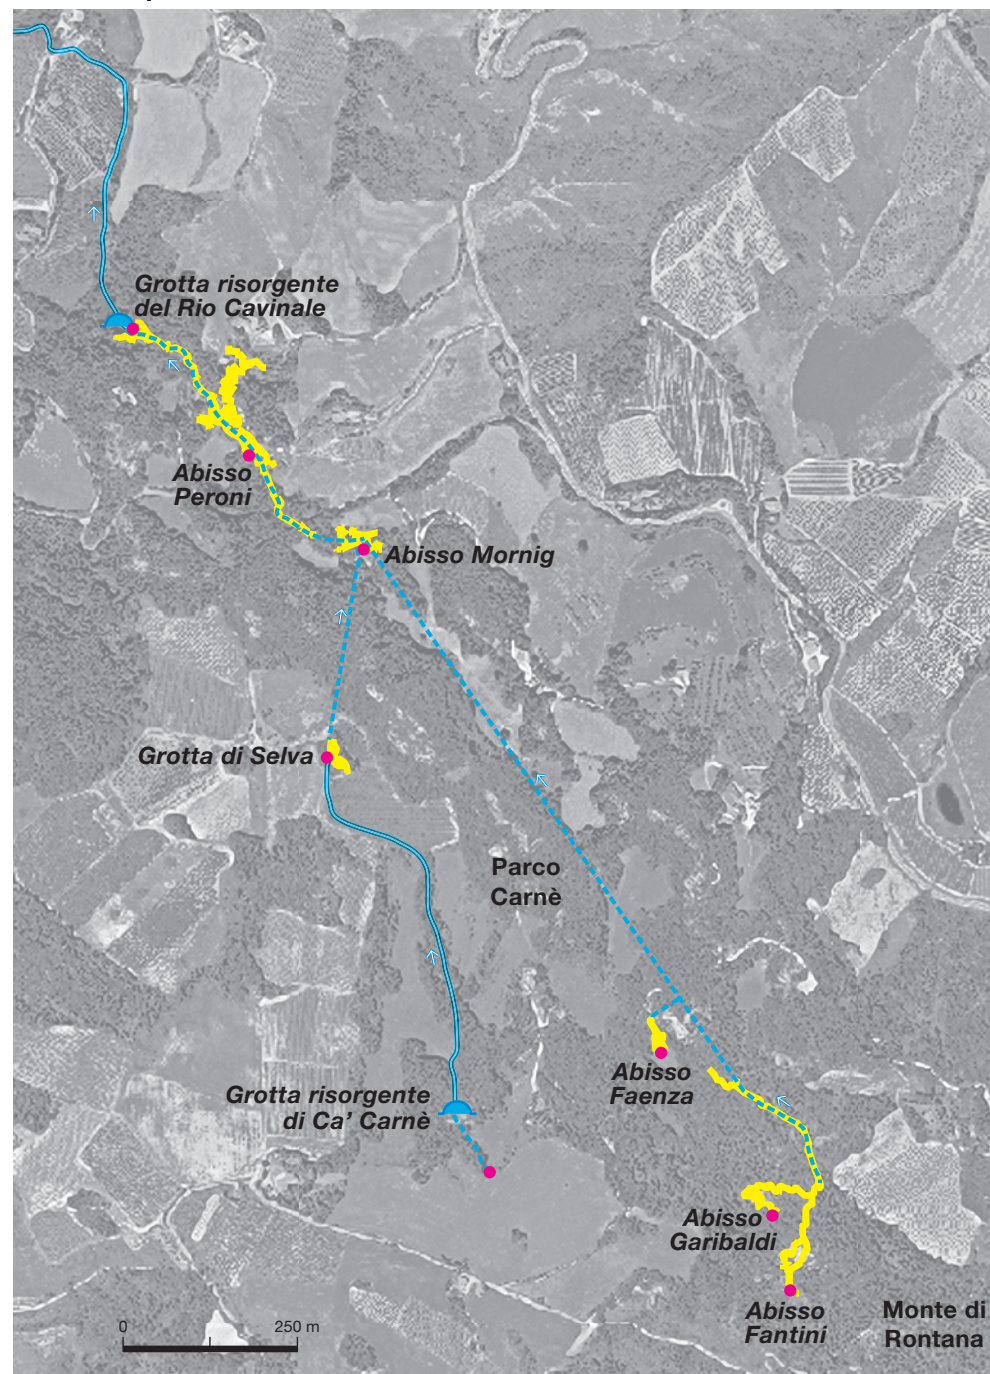 Grotta risorgente
del Rio Cavinale
Abisso
Peroni
Abisso Mornig
Grotta di Selva
Parco
Carnè
Abisso
Faenza
Grotta risorgente
di Ca’ Carnè
Abisso
Garibaldi
Abisso
Fantini
Monte di
Rontana
0 250 m